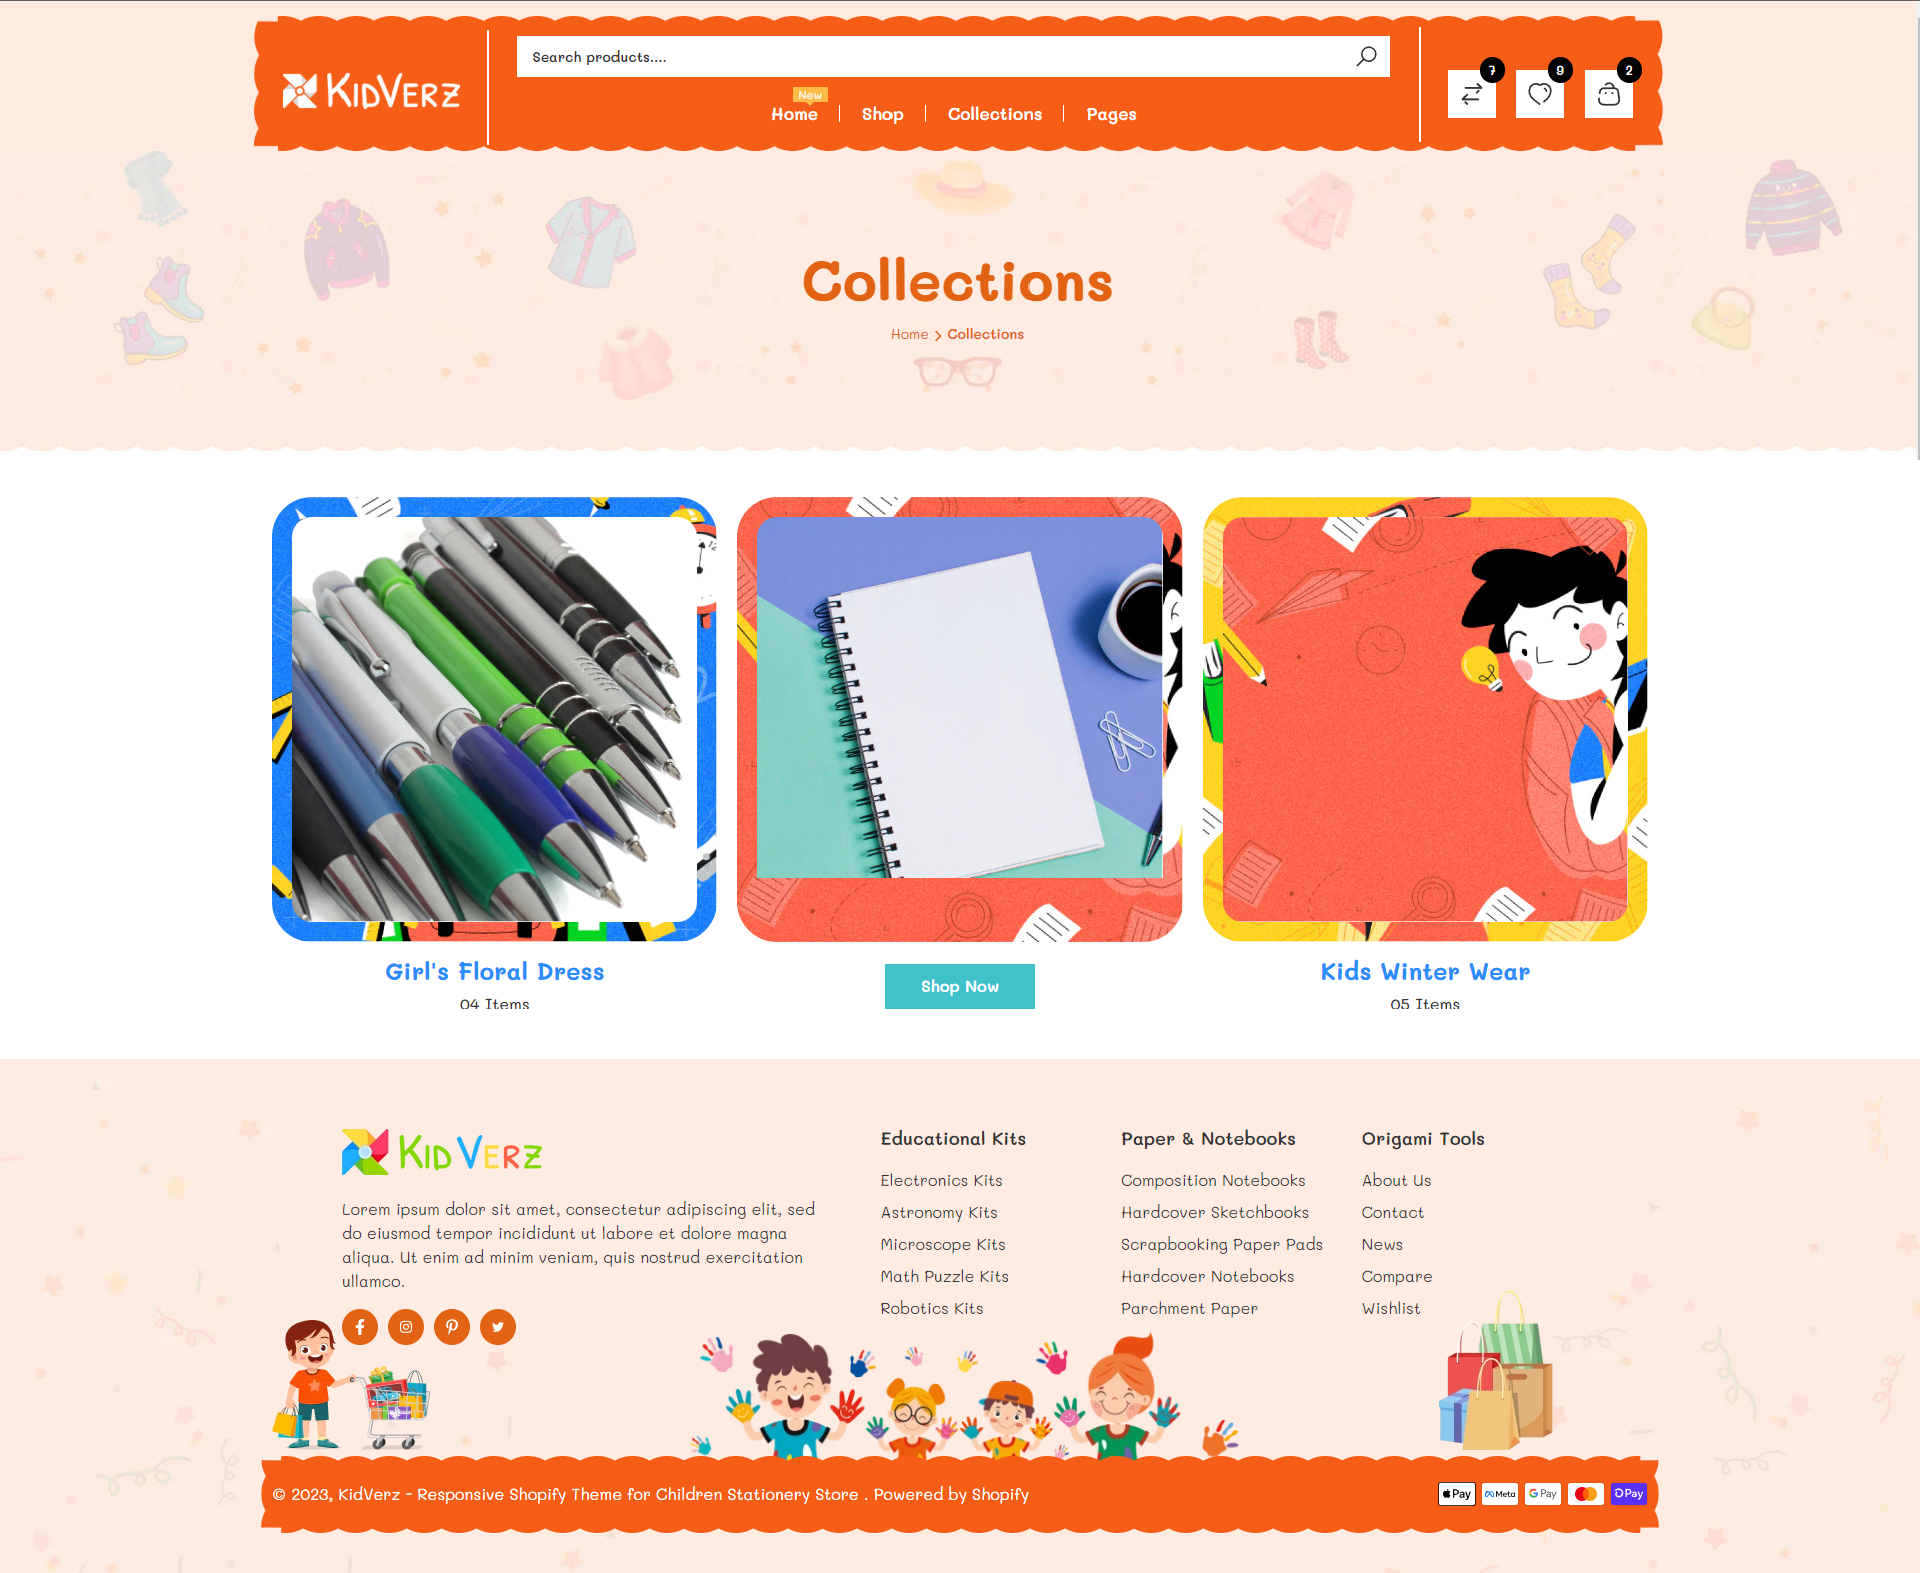 KIDVERZ
Search products....
7
9
2
New
Home
Shop
Collections
Pages
Collections
Home > Collections
Girl's Floral Dress
04 Items
Shop Now
Kids Winter Wear
05 Items
KIDVERZ
Lorem ipsum dolor sit amet, consectetur adipiscing elit, sed
do eiusmod tempor incididunt ut labore et dolore magna
aliqua. Ut enim ad minim veniam, quis nostrud exercitation
ullamco.
Educational Kits
Electronics Kits
Astronomy Kits
Microscope Kits
Math Puzzle Kits
Robotics Kits
Paper & Notebooks
Composition Notebooks
Hardcover Sketchbooks
Scrapbooking Paper Pads
Hardcover Notebooks
Parchment Paper
Origami Tools
About Us
Contact
News
Compare
Wishlist
© 2023, KidVerz - Responsive Shopify Theme for Children Stationery Store . Powered by Shopify
Pay
Meta
G Pay
Pay